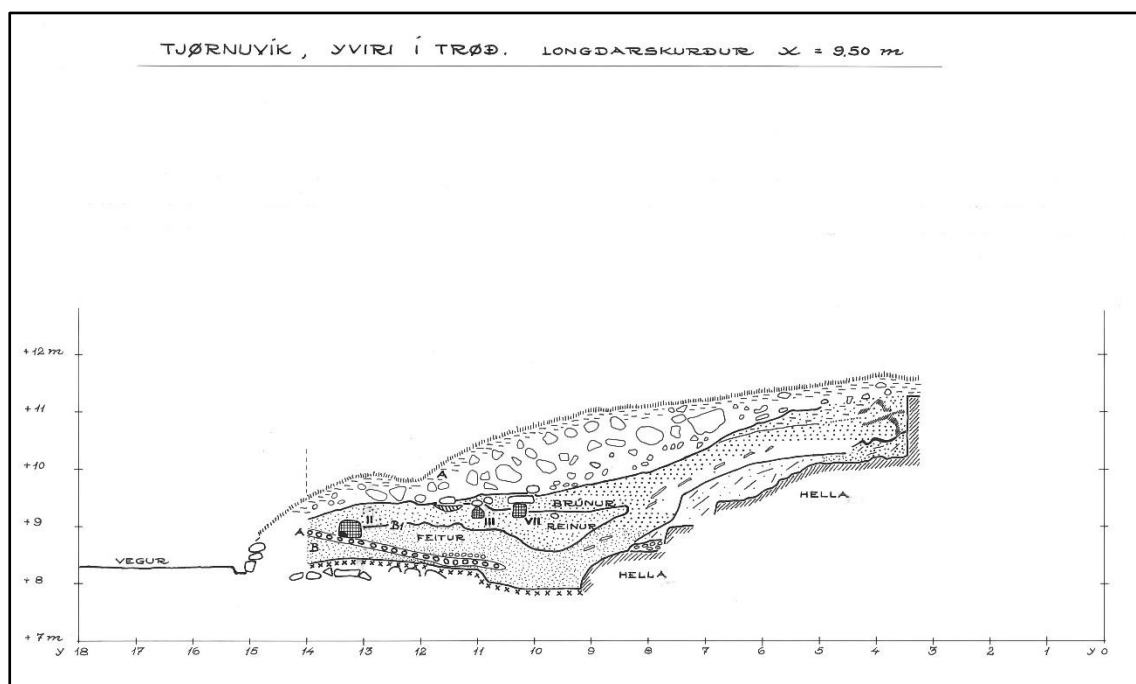 TJØRNUVÍK, YVIRI Í TRØÐ. LONGDARSKURÐUR X = 9,50 m
+ 12 m
+ 11
+ 10
+ 9
+ 8
+ 7 m
A
BRÚNUR
REINUR
II
B1
III
VII
A
B
FEITUR
HELLA
HELLA
VEGUR
y 18 17 16 15 14 13 12 11 10 9 8 7 6 5 4 3 2 1 y 0